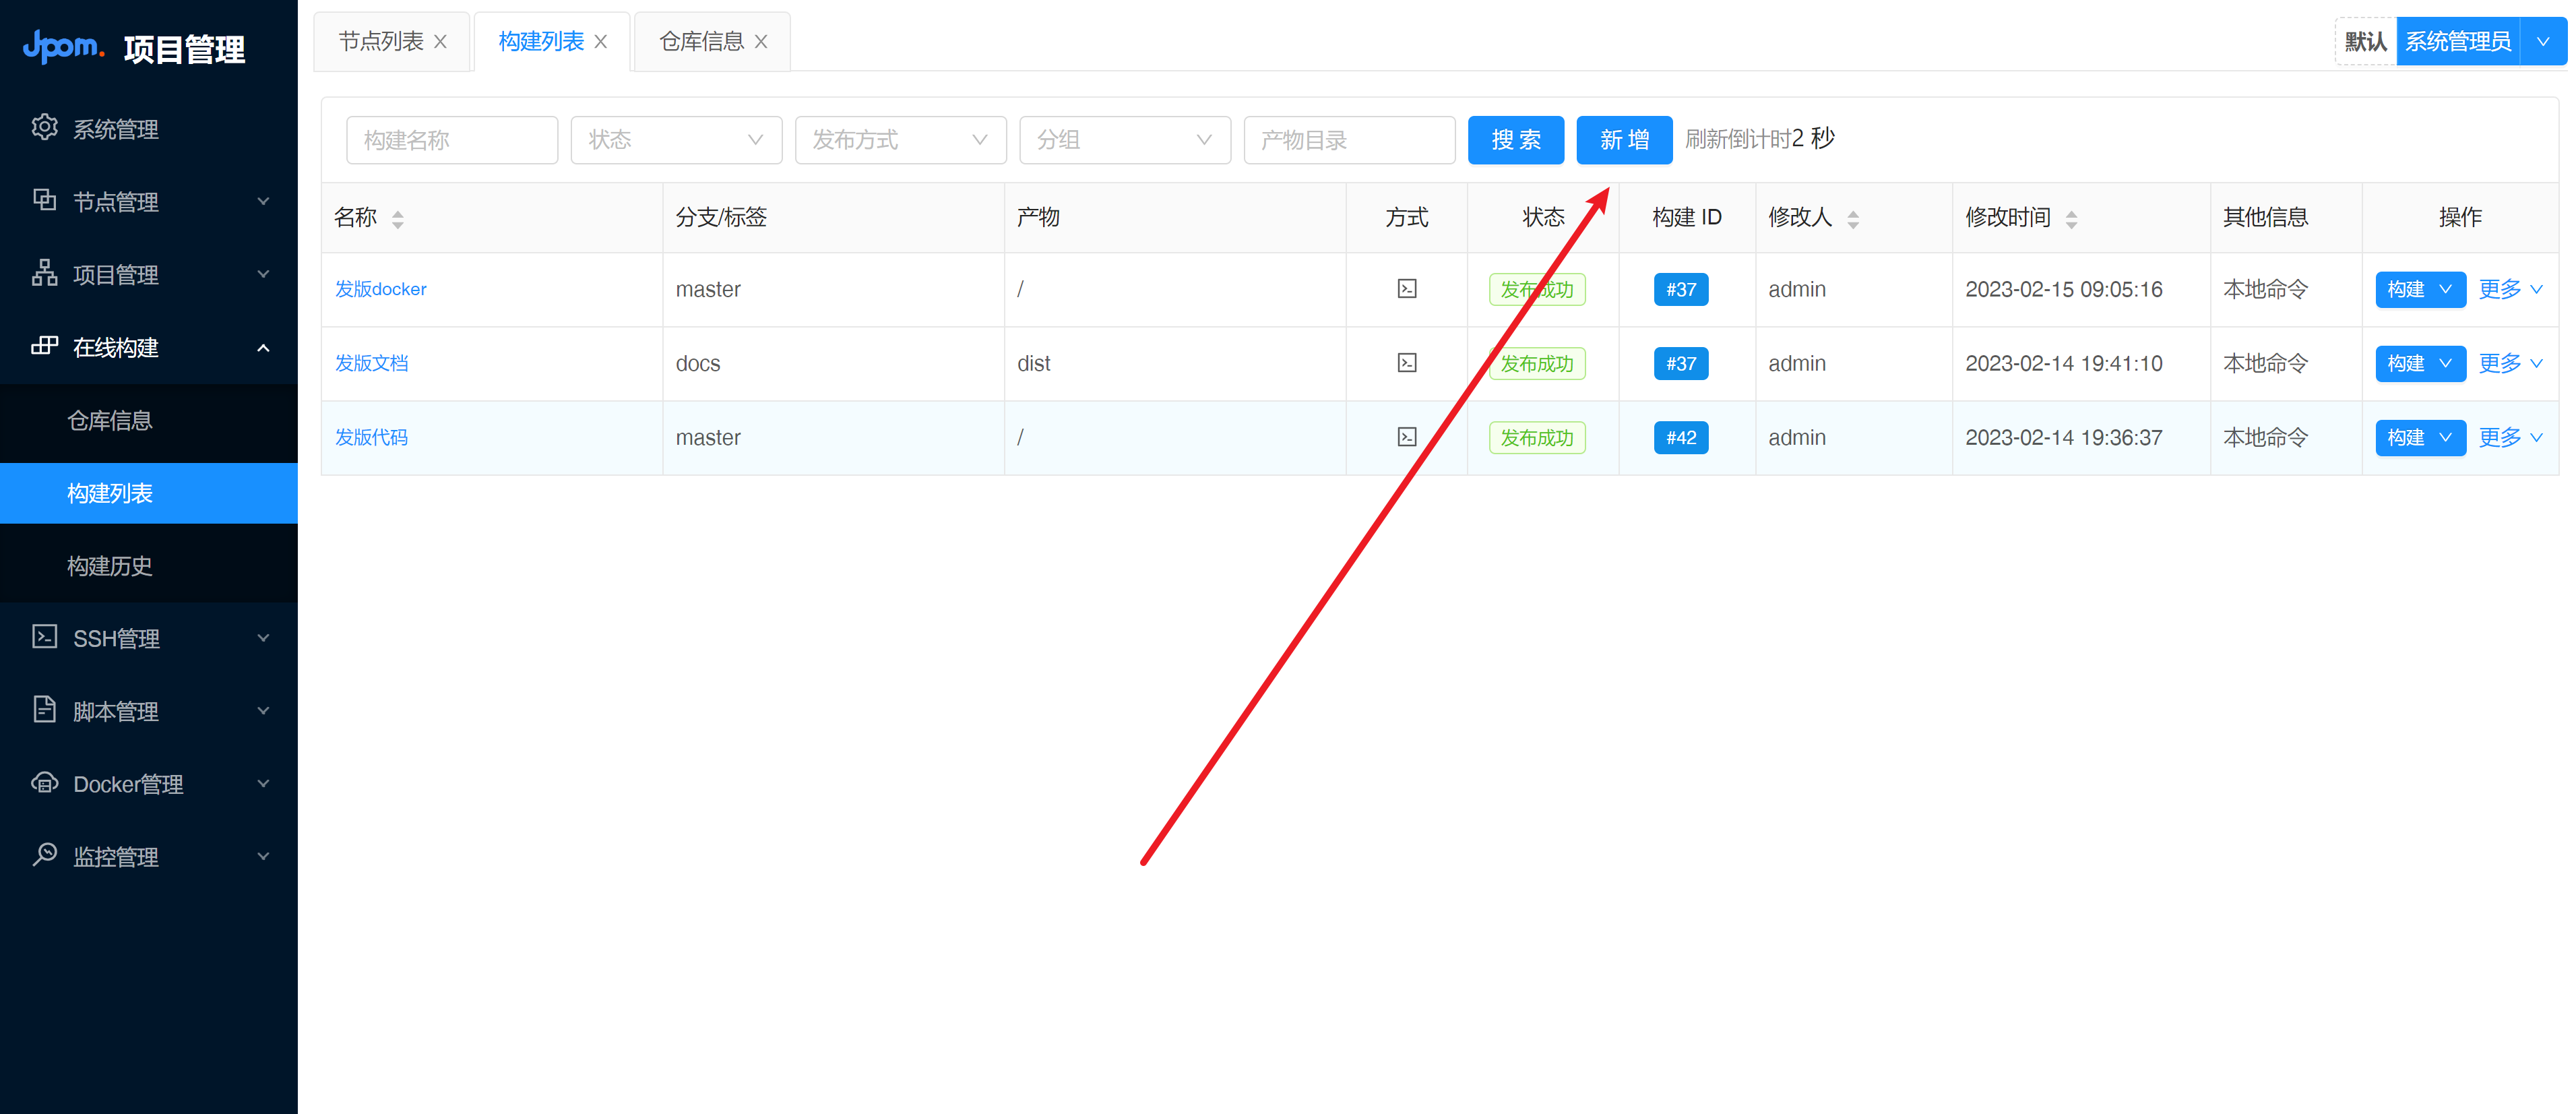 Jpom. 项目管理
系统管理
节点管理
项目管理
在线构建
仓库信息
构建列表
构建历史
SSH管理
脚本管理
Docker管理
监控管理
节点列表 构建列表 仓库信息
默认 系统管理员
构建名称 状态 发布方式 分组 产物目录 搜索 新增 刷新倒计时2 秒
名称 分支/标签 产物 方式 状态 构建 ID 修改人 修改时间 其他信息 操作
发版docker master / 发布成功 #37 admin 2023-02-15 09:05:16 本地命令 构建 更多
发版文档 docs dist 发布成功 #37 admin 2023-02-14 19:41:10 本地命令 构建 更多
发版代码 master / 发布成功 #42 admin 2023-02-14 19:36:37 本地命令 构建 更多